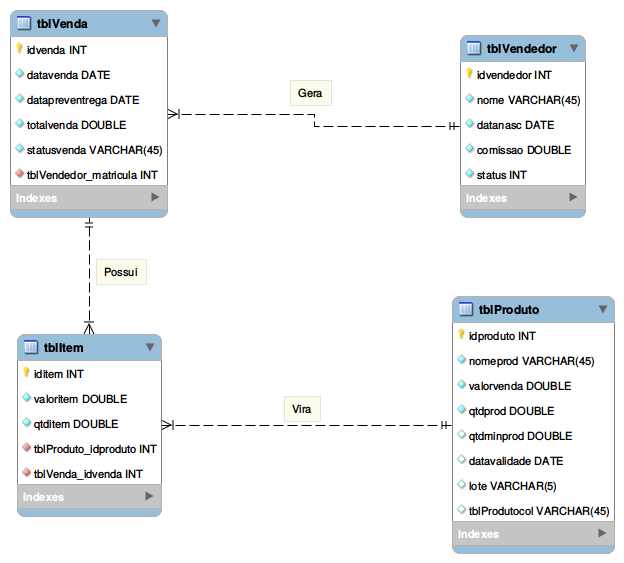 tblVenda
idvenda INT
datavenda DATE
datapreventrega DATE
totalvenda DOUBLE
statusvenda VARCHAR(45)
tblVendedor_matricula INT
Indexes
Gera
tblVendedor
idvendedor INT
nome VARCHAR(45)
datanasc DATE
comissao DOUBLE
status INT
Indexes
Possui
tblItem
iditem INT
valoritem DOUBLE
qtditem DOUBLE
tblProduto_idproduto INT
tblVenda_idvenda INT
Indexes
Vira
tblProduto
idproduto INT
nomeprod VARCHAR(45)
valorvenda DOUBLE
qtdprod DOUBLE
qtdminprod DOUBLE
datavalidade DATE
lote VARCHAR(5)
tblProdutocol VARCHAR(45)
Indexes